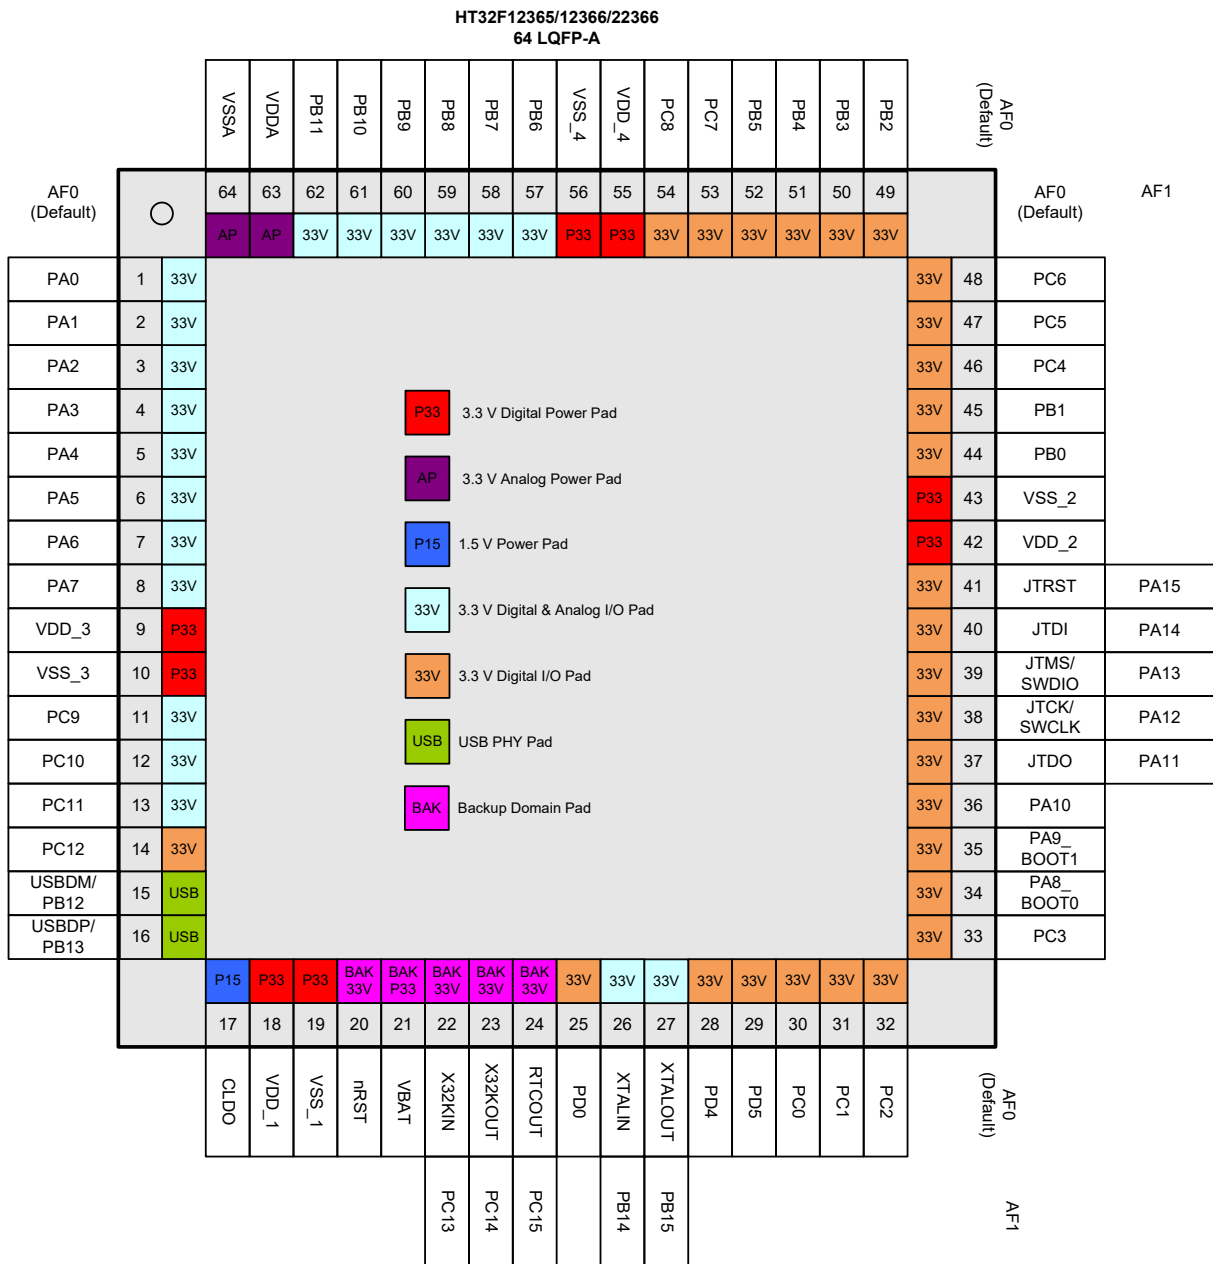 HT32F12365/12366/22366
64 LQFP-A
VSSA VDDA PB11 PB10 PB9 PB8 PB7 PB6 VSS_4 VDD_4 PC8 PC7 PB5 PB4 PB3 PB2
AF0
(Default)
AF0
(Default)
64 63 62 61 60 59 58 57 56 55 54 53 52 51 50 49
AF0
(Default)
AF1
AP AP 33V 33V 33V 33V 33V 33V P33 P33 33V 33V 33V 33V 33V 33V
PA0 1 33V 33V 48 PC6
PA1 2 33V 33V 47 PC5
PA2 3 33V 33V 46 PC4
PA3 4 33V 33V 45 PB1
P33 3.3 V Digital Power Pad
PA4 5 33V 33V 44 PB0
AP 3.3 V Analog Power Pad
PA5 6 33V P33 43 VSS_2
PA6 7 33V P33 42 VDD_2
P15 1.5 V Power Pad
PA7 8 33V 33V 41 JTRST PA15
33V 3.3 V Digital & Analog I/O Pad
VDD_3 9 P33 33V 40 JTDI PA14
VSS_3 10 P33 33V 39 JTMS/
SWDIO PA13
33V 3.3 V Digital I/O Pad
PC9 11 33V 33V 38 JTCK/
SWCLK PA12
USB USB PHY Pad
PC10 12 33V 33V 37 JTDO PA11
PC11 13 33V 33V 36 PA10
BAK Backup Domain Pad
PC12 14 33V 33V 35 PA9_
BOOT1
USBDM/
PB12 15 USB 33V 34 PA8_
BOOT0
USBDP/
PB13 16 USB 33V 33 PC3
P15 P33 P33 BAK BAK BAK BAK BAK 33V 33V 33V 33V 33V 33V 33V 33V
33V P33 33V 33V 33V
17 18 19 20 21 22 23 24 25 26 27 28 29 30 31 32
CLDO VDD_1 VSS_1 nRST VBAT X32KIN X32KOUT RTCOUT PD0 XTALIN XTALOUT PD4 PD5 PC0 PC1 PC2
AF0
(Default)
PC13 PC14 PC15 PB14 PB15
AF1